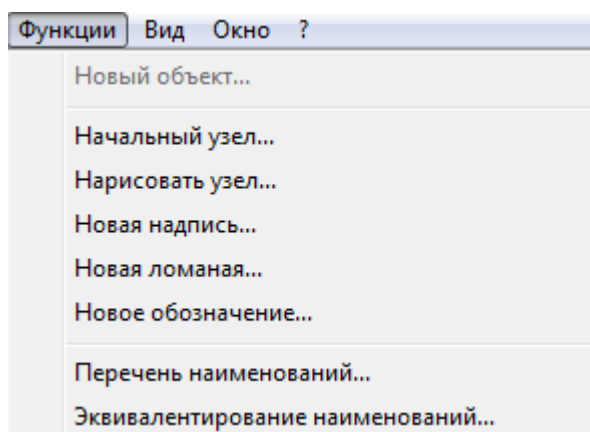 Функции Вид Окно ?
Новый объект...
Начальный узел...
Нарисовать узел...
Новая надпись...
Новая ломаная...
Новое обозначение...
Перечень наименований...
Эквивалентирование наименований...